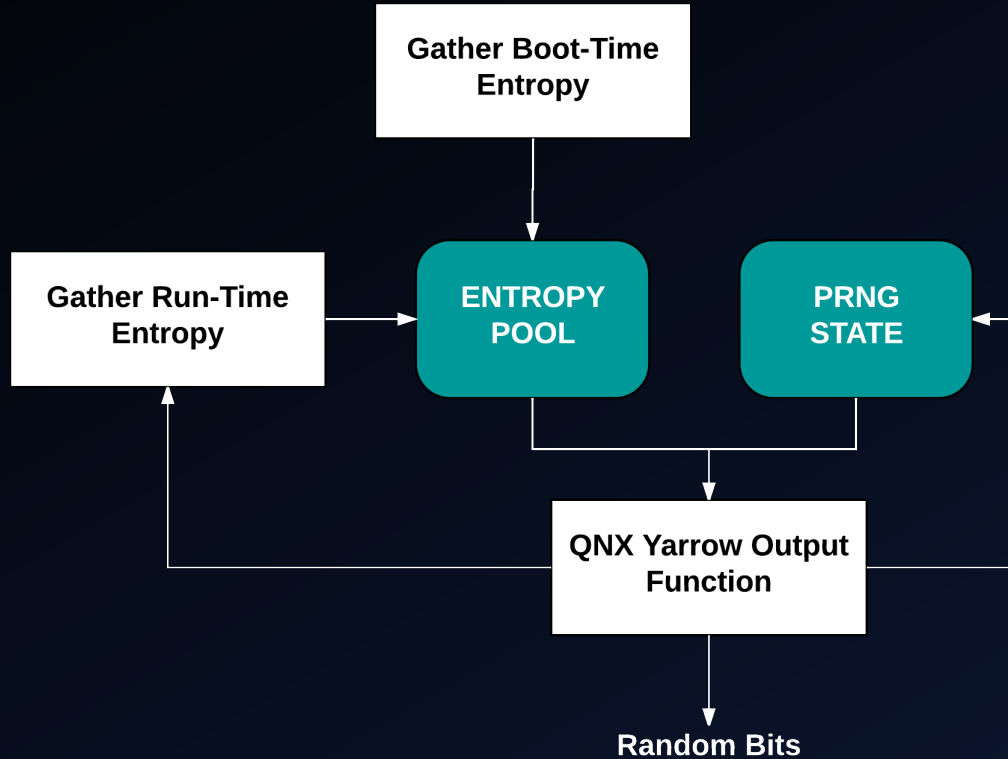 Gather Boot-Time
Entropy
Gather Run-Time
Entropy
ENTROPY
POOL
PRNG
STATE
QNX Yarrow Output
Function
Random Bits